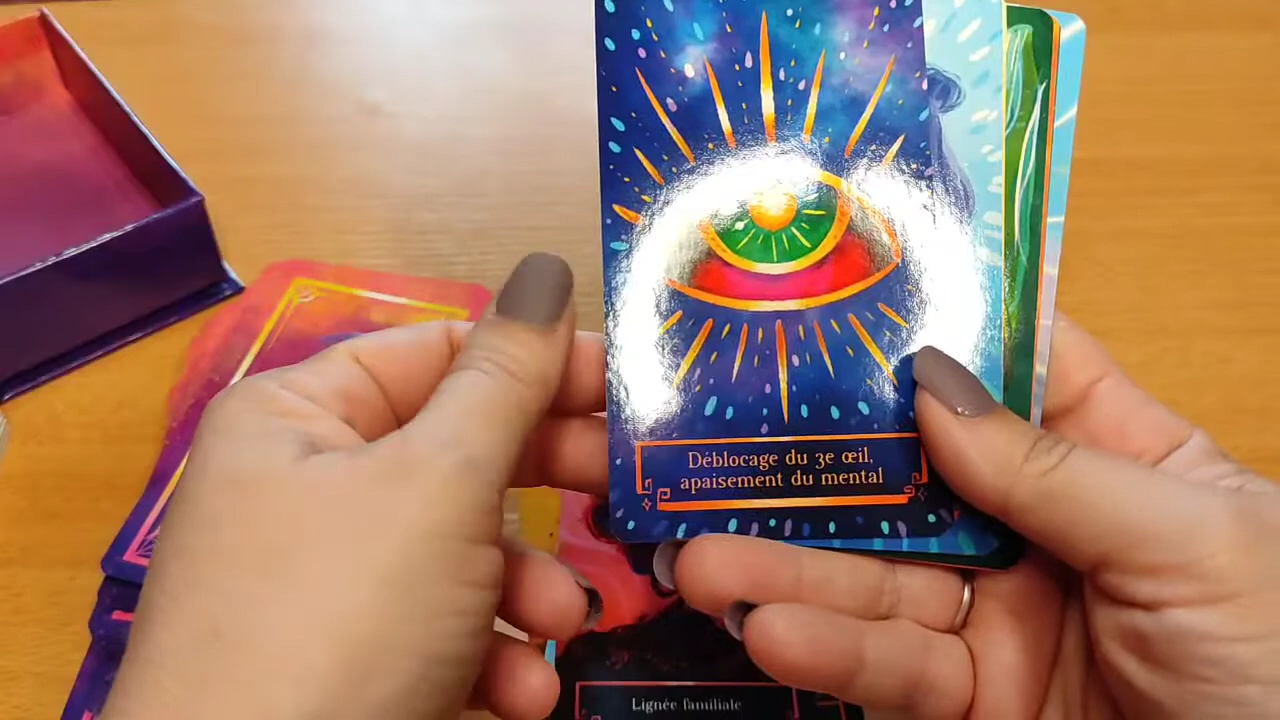 Déblocage du 3e œil,
apaisement du mental
Lignée familiale